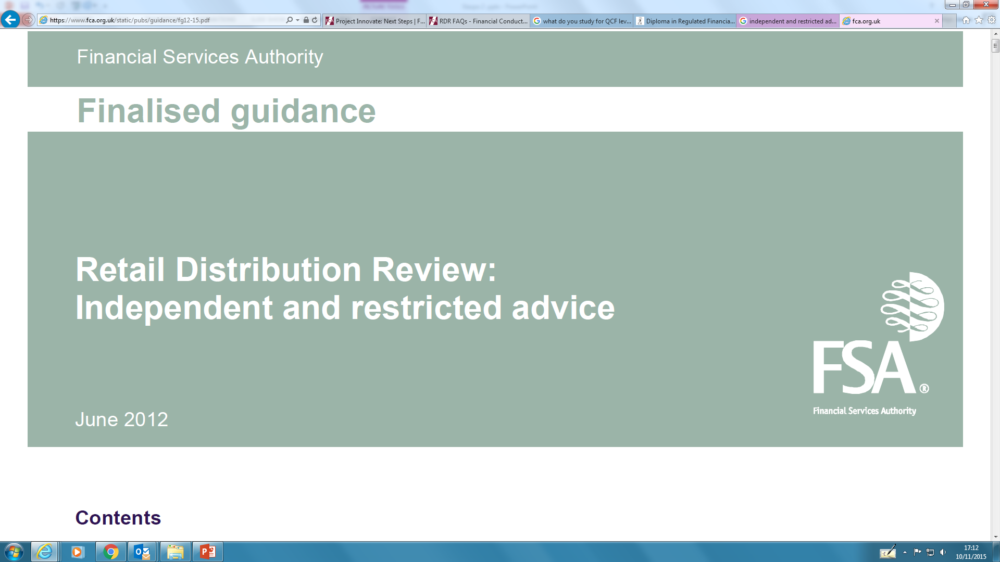 https://www.fca.org.uk/static/pubs/guidance/fg12-15.pdf
Project Innovate: Next Steps | F...
RDR FAQs - Financial Conduct...
what do you study for QCF lev...
Diploma in Regulated Financia...
independent and restricted ad...
fca.org.uk
Financial Services Authority
Finalised guidance
Retail Distribution Review:
Independent and restricted advice
FSA®
Financial Services Authority
June 2012
Contents
17:12
10/11/2015